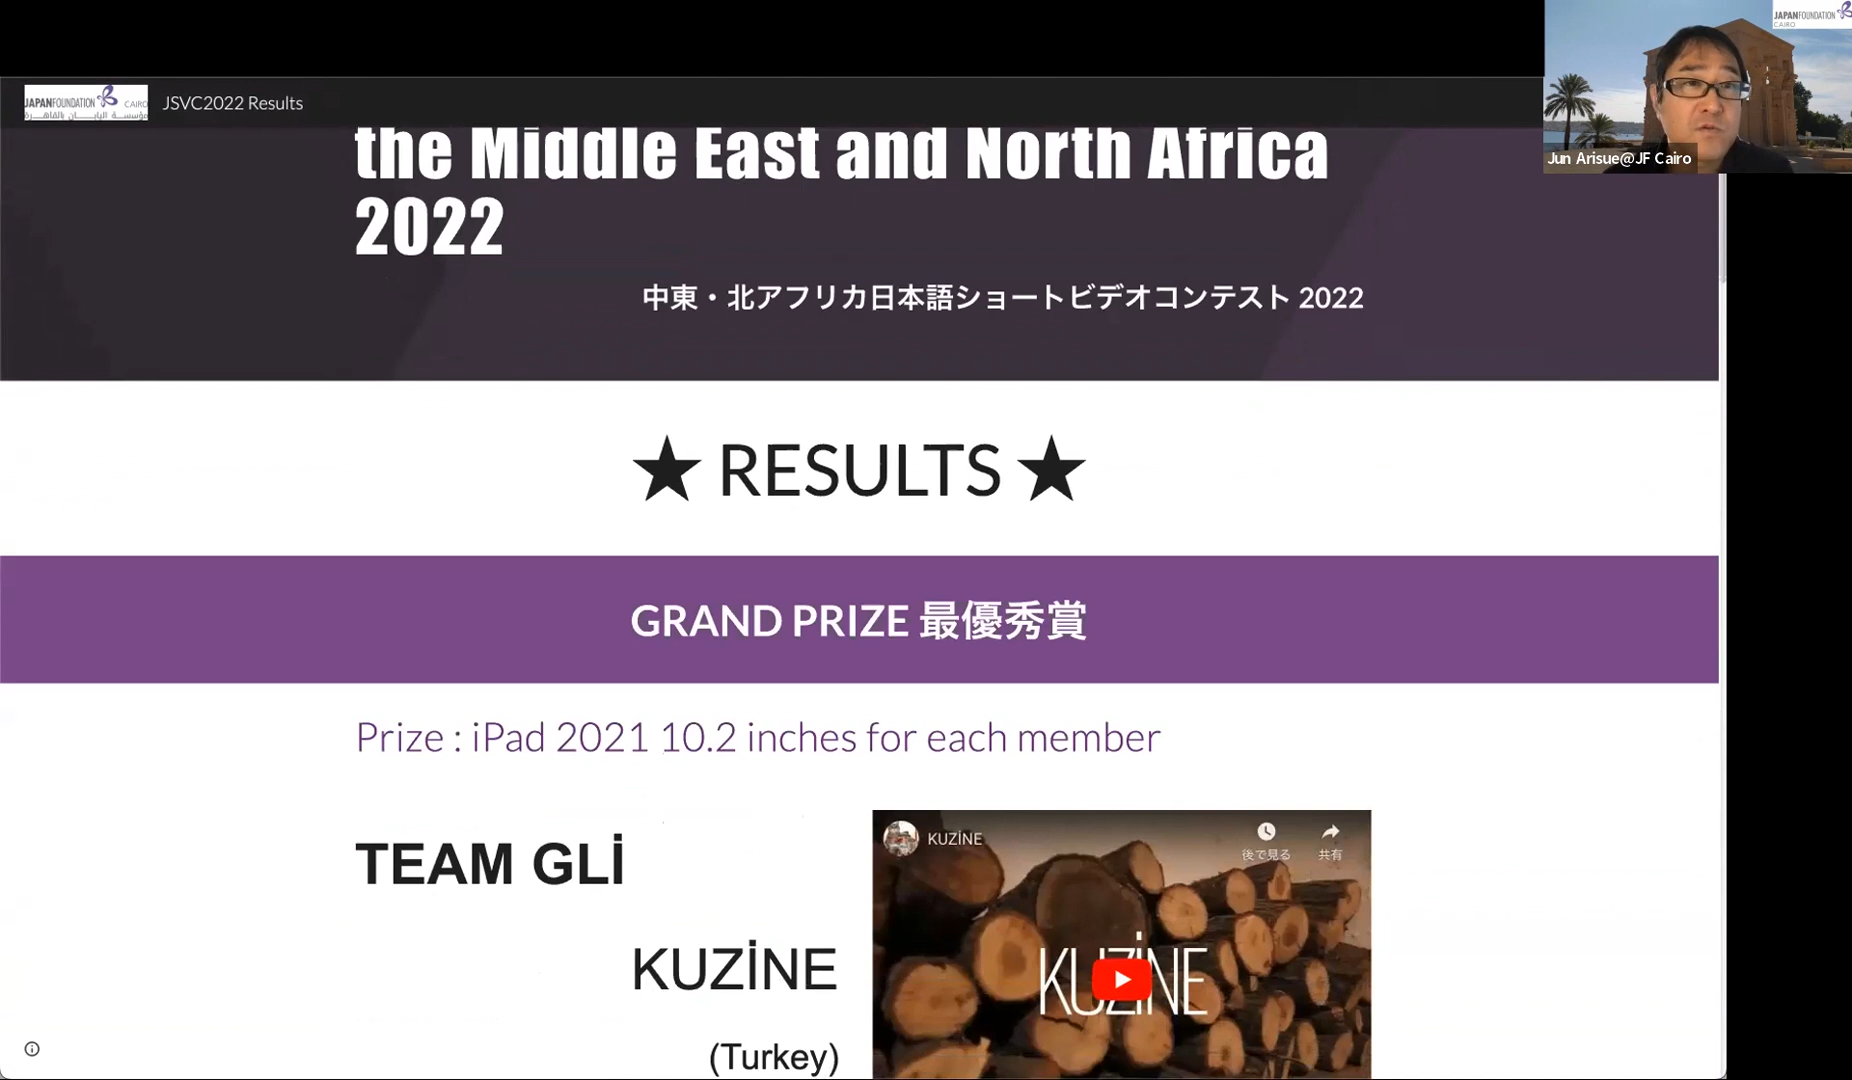 JAPANFOUNDATION CAIRO
مؤسسة اليابان بالقاهرة
JSVC2022 Results
JAPANFOUNDATION
CAIRO
Jun Arisue@JF Cairo
the Middle East and North Africa
2022
中東・北アフリカ日本語ショートビデオコンテスト 2022
★ RESULTS ★
GRAND PRIZE 最優秀賞
Prize : iPad 2021 10.2 inches for each member
TEAM GLİ
KUZİNE
(Turkey)
KUZİNE
後で見る
共有
KUZİNE